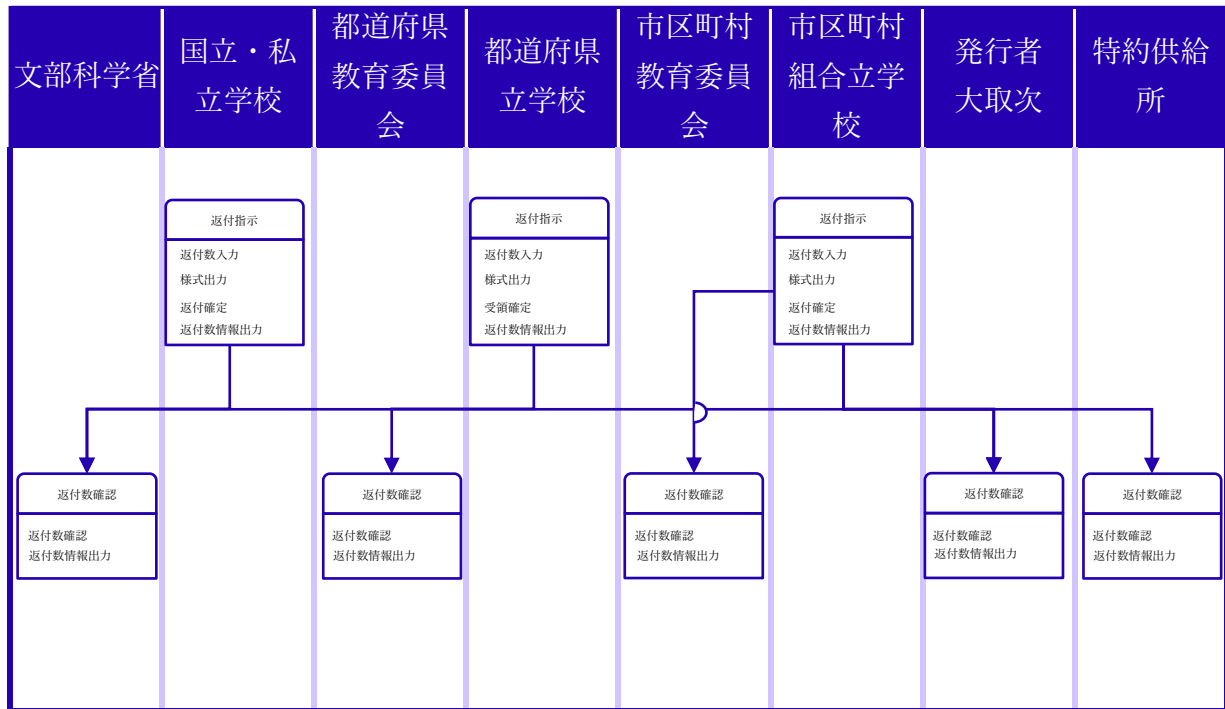 文部科学省
国立・私
立学校
都道府県
教育委員
会
都道府県
立学校
市区町村
教育委員
会
市区町村
組合立学
校
発行者
大取次
特約供給
所
返付指示
返付数入力
様式出力
返付確定
返付数情報出力
返付指示
返付数入力
様式出力
受領確定
返付数情報出力
返付指示
返付数入力
様式出力
返付確定
返付数情報出力
返付数確認
返付数確認
返付数情報出力
返付数確認
返付数確認
返付数情報出力
返付数確認
返付数確認
返付数情報出力
返付数確認
返付数確認
返付数情報出力
返付数確認
返付数確認
返付数情報出力